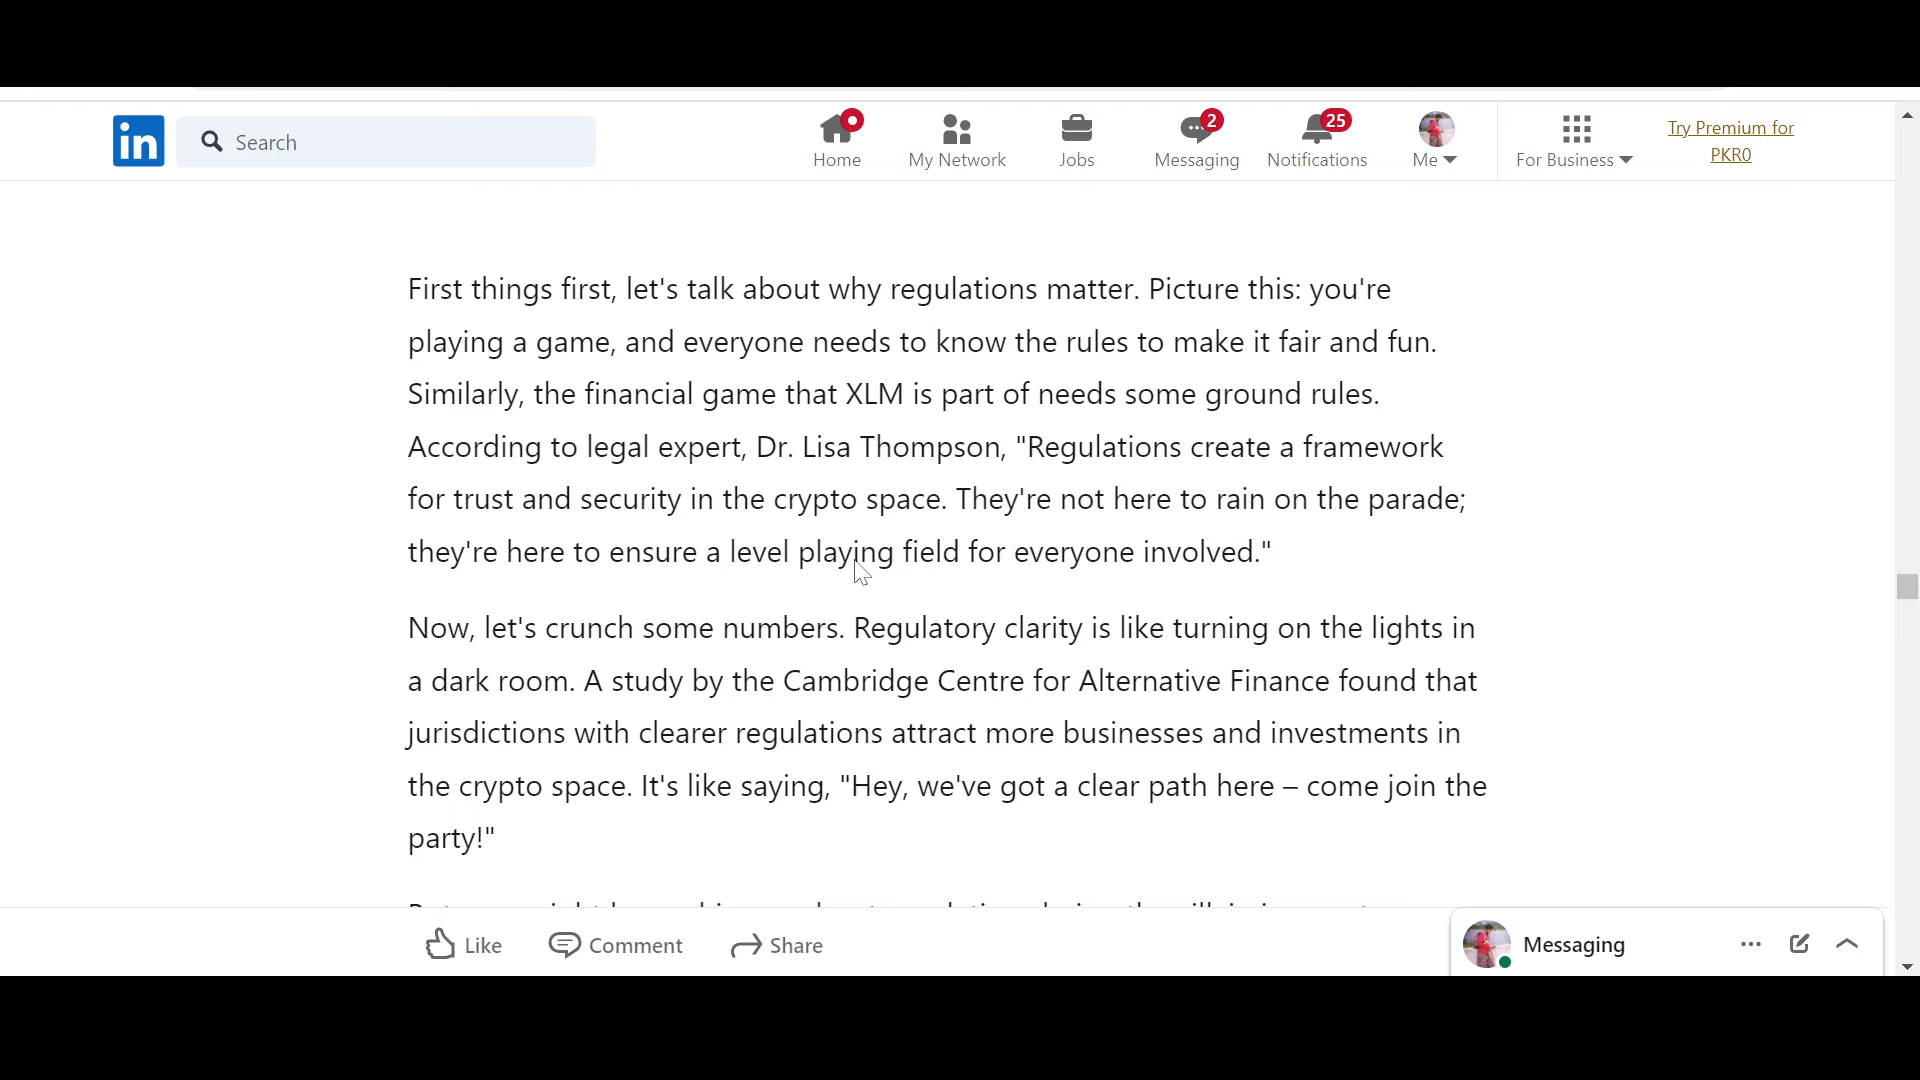 in
Search
Home
My Network
Jobs
2
Messaging
25
Notifications
Me
For Business
Try Premium for
PKR0
First things first, let's talk about why regulations matter. Picture this: you're
playing a game, and everyone needs to know the rules to make it fair and fun.
Similarly, the financial game that XLM is part of needs some ground rules.
According to legal expert, Dr. Lisa Thompson, "Regulations create a framework
for trust and security in the crypto space. They're not here to rain on the parade;
they're here to ensure a level playing field for everyone involved."
Now, let's crunch some numbers. Regulatory clarity is like turning on the lights in
a dark room. A study by the Cambridge Centre for Alternative Finance found that
jurisdictions with clearer regulations attract more businesses and investments in
the crypto space. It's like saying, "Hey, we've got a clear path here – come join the
party!"
Like
Comment
Share
Messaging